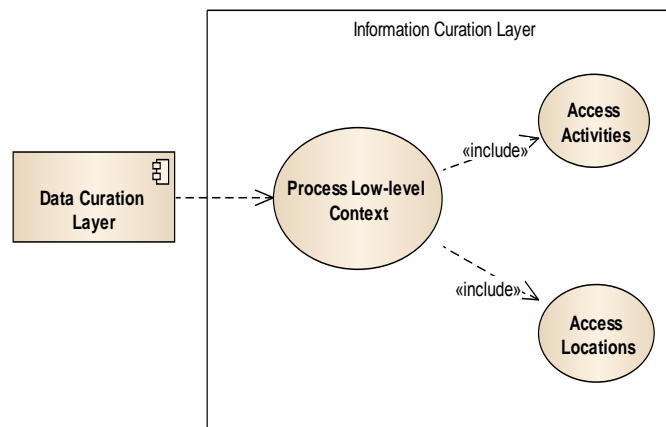 Information Curation Layer
Access
Activities
«include»
Process Low-level
Context
Data Curation
Layer
«include»
Access
Locations